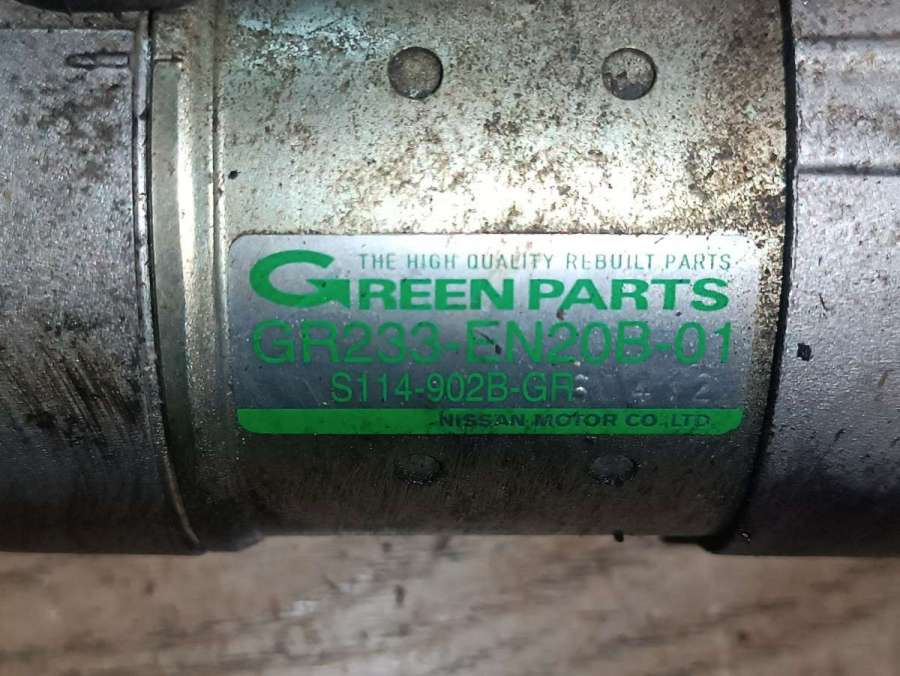 THE HIGH QUALITY REBUILT PARTS
GREEN PARTS
GR233-EN20B-01
S114-902B-GR
NISSAN MOTOR CO.,LTD.